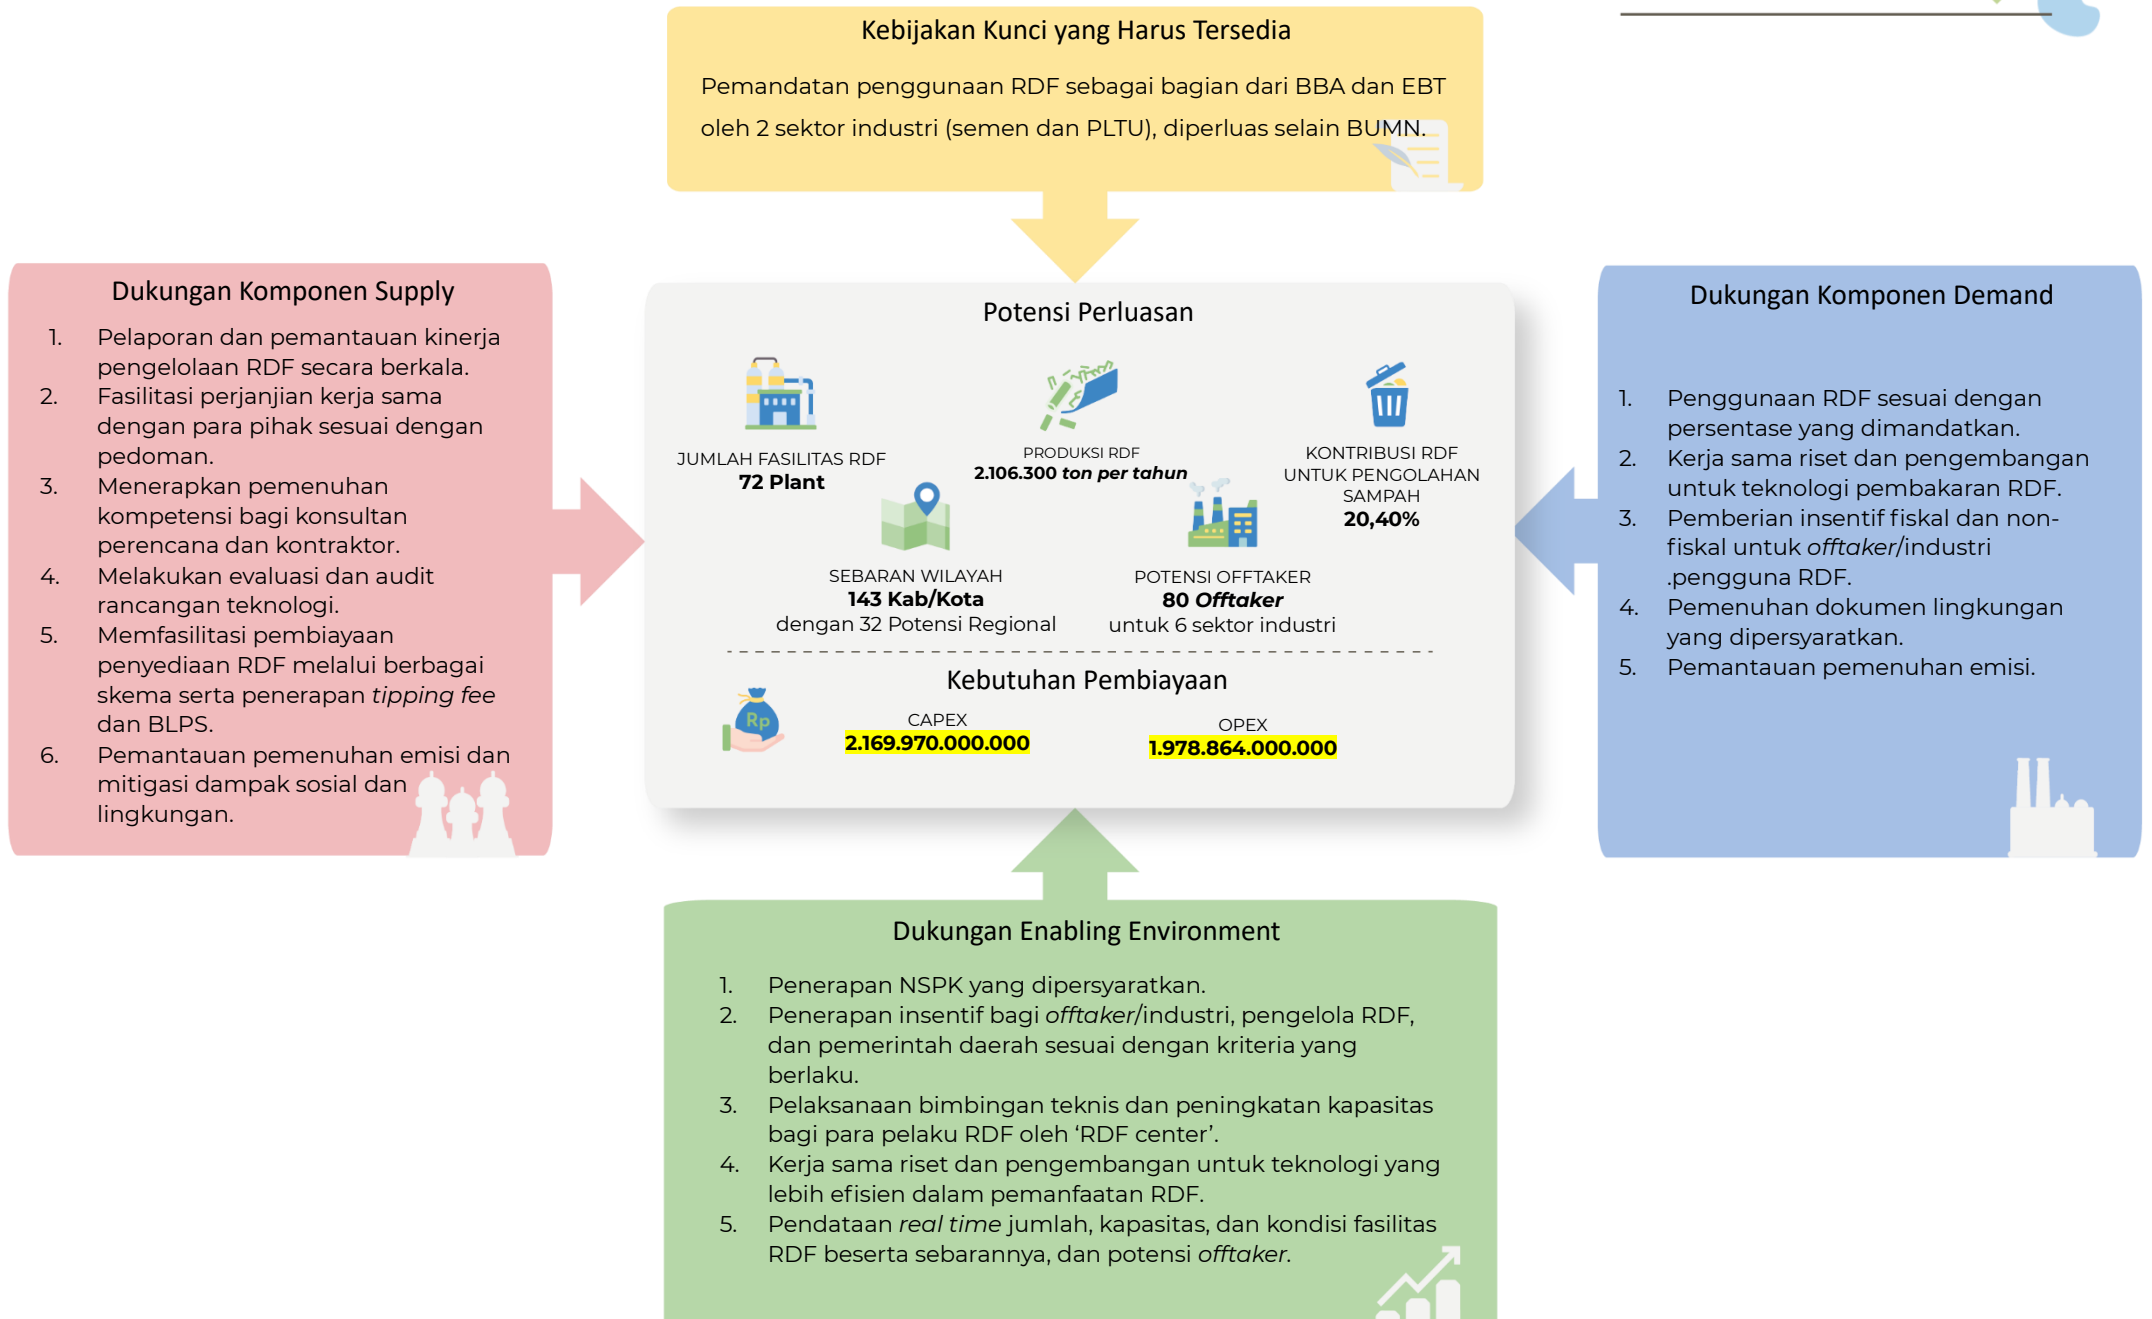 Kebijakan Kunci yang Harus Tersedia
Pemandatan penggunaan RDF sebagai bagian dari BBA dan EBT
oleh 2 sektor industri (semen dan PLTU), diperluas selain BUMN.
Dukungan Komponen Supply
1. Pelaporan dan pemantauan kinerja
pengelolaan RDF secara berkala.
2. Fasilitasi perjanjian kerja sama
dengan para pihak sesuai dengan
pedoman.
3. Menerapkan pemenuhan
kompetensi bagi konsultan
perencana dan kontraktor.
4. Melakukan evaluasi dan audit
rancangan teknologi.
5. Memfasilitasi pembiayaan
penyediaan RDF melalui berbagai
skema serta penerapan tipping fee
dan BLPS.
6. Pemantauan pemenuhan emisi dan
mitigasi dampak sosial dan
lingkungan.
Potensi Perluasan
JUMLAH FASILITAS RDF
72 Plant
PRODUKSI RDF
2.106.300 ton per tahun
KONTRIBUSI RDF
UNTUK PENGOLAHAN
SAMPAH
20,40%
SEBARAN WILAYAH
143 Kab/Kota
dengan 32 Potensi Regional
POTENSI OFFTAKER
80 Offtaker
untuk 6 sektor industri
Kebutuhan Pembiayaan
Rp
CAPEX
2.169.970.000.000
OPEX
1.978.864.000.000
Dukungan Komponen Demand
1. Penggunaan RDF sesuai dengan
persentase yang dimandatkan.
2. Kerja sama riset dan pengembangan
untuk teknologi pembakaran RDF.
3. Pemberian insentif fiskal dan non-
fiskal untuk offtaker/industri
.pengguna RDF.
4. Pemenuhan dokumen lingkungan
yang dipersyaratkan.
5. Pemantauan pemenuhan emisi.
Dukungan Enabling Environment
1. Penerapan NSPK yang dipersyaratkan.
2. Penerapan insentif bagi offtaker/industri, pengelola RDF,
dan pemerintah daerah sesuai dengan kriteria yang
berlaku.
3. Pelaksanaan bimbingan teknis dan peningkatan kapasitas
bagi para pelaku RDF oleh ‘RDF center’.
4. Kerja sama riset dan pengembangan untuk teknologi yang
lebih efisien dalam pemanfaatan RDF.
5. Pendataan real time jumlah, kapasitas, dan kondisi fasilitas
RDF beserta sebarannya, dan potensi offtaker.